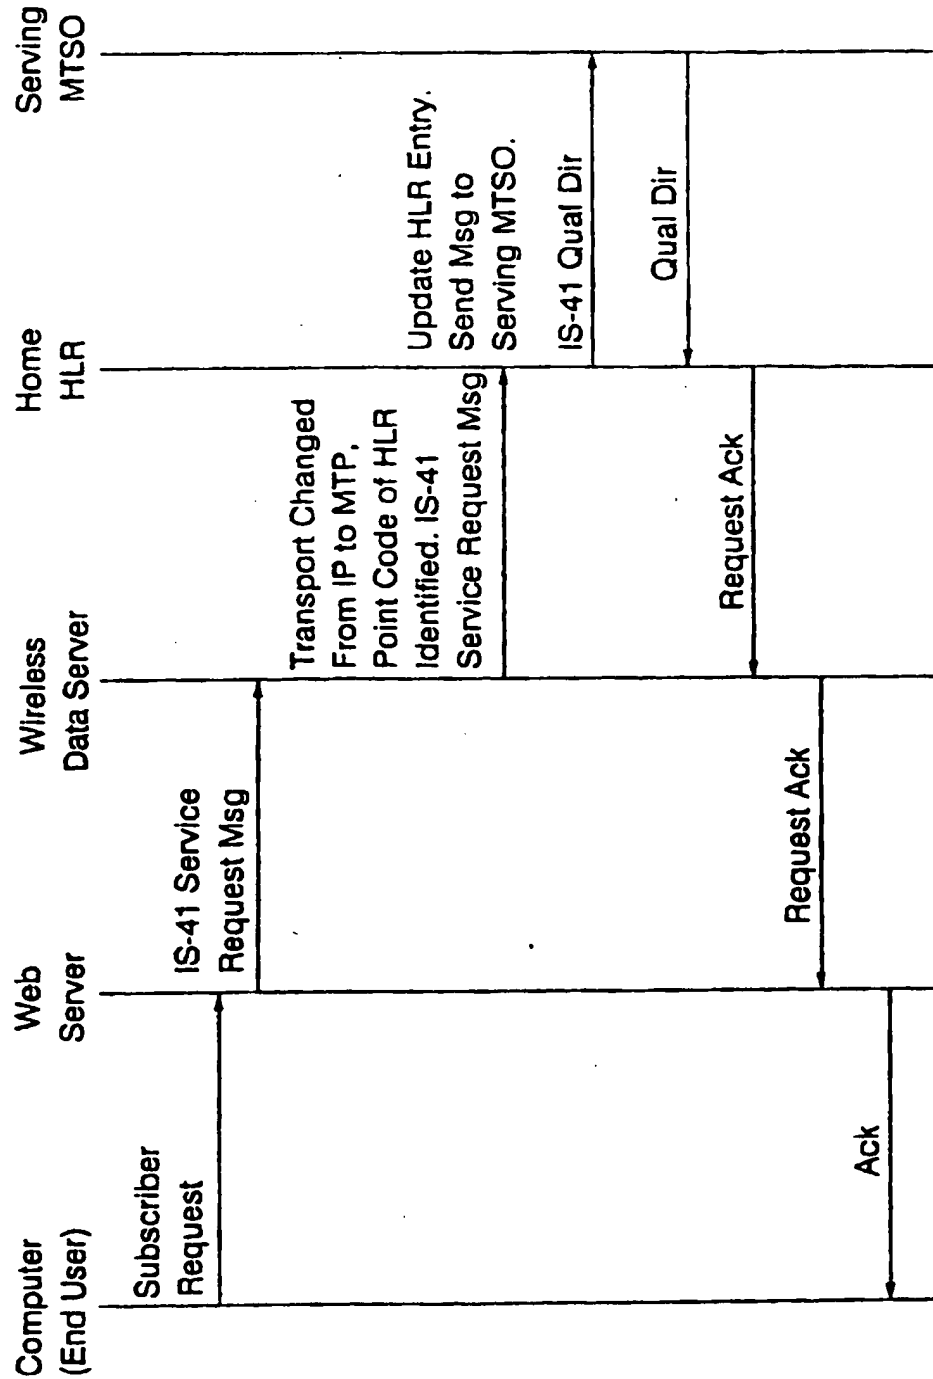 Computer
(End User)
Web
Server
Wireless
Data Server
Home
HLR
Serving
MTSO
Subscriber
Request
IS-41 Service
Request Msg
Transport Changed
From IP to MTP,
Point Code of HLR
Identified. IS-41
Service Request Msg
Update HLR Entry.
Send Msg to
Serving MTSO.
IS-41 Qual Dir
Qual Dir
Request Ack
Request Ack
Ack